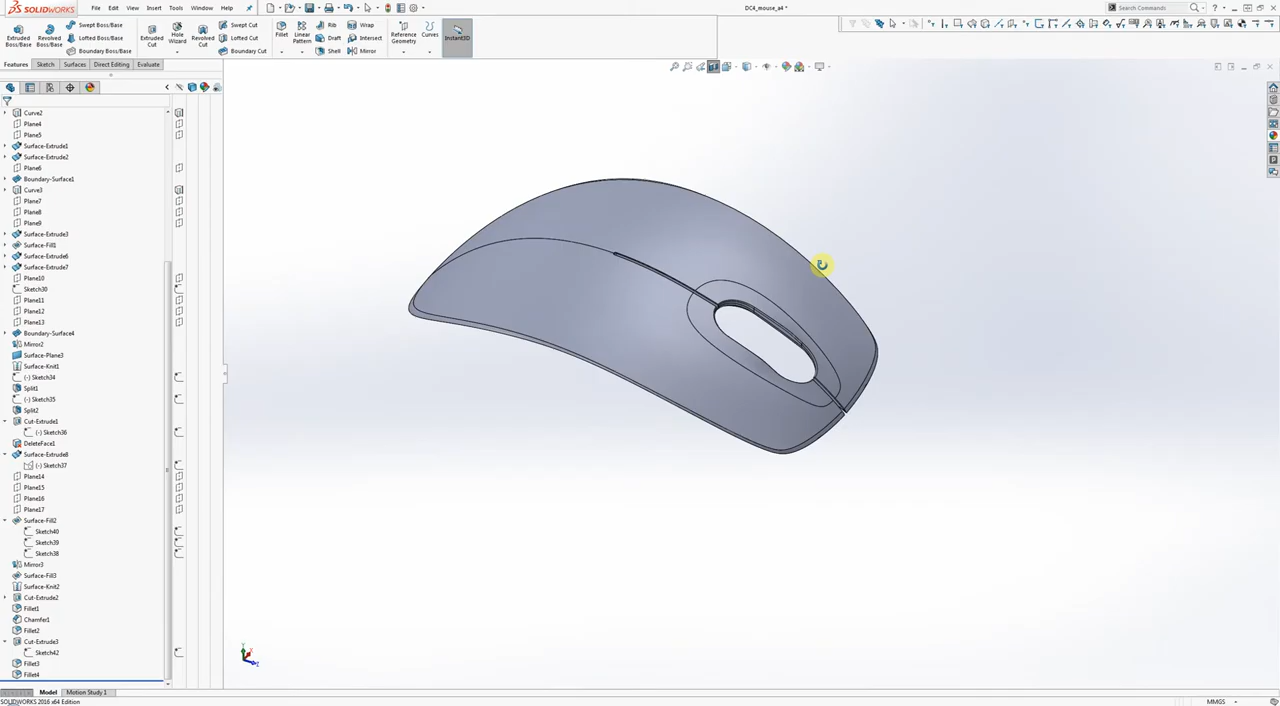 SOLIDWORKS File Edit View Insert Tools Window Help DC4_mouse_a4 * Search Commands
Extruded Boss/Base
Revolved Boss/Base
Swept Boss/Base
Lofted Boss/Base
Boundary Boss/Base
Extruded Cut
Hole Wizard
Revolved Cut
Swept Cut
Lofted Cut
Boundary Cut
Fillet
Linear Pattern
Rib
Draft
Shell
Wrap
Intersect
Mirror
Reference Geometry
Curves
Instant3D
Features Sketch Surfaces Direct Editing Evaluate
Curve2
Plane4
Plane5
Surface-Extrude1
Surface-Extrude2
Plane6
Boundary-Surface1
Curve3
Plane7
Plane8
Plane9
Surface-Extrude3
Surface-Fill1
Surface-Extrude6
Surface-Extrude7
Plane10
Sketch30
Plane11
Plane12
Plane13
Boundary-Surface4
Mirror2
Surface-Plane3
Surface-Knit1
(-) Sketch34
Split1
(-) Sketch35
Split2
Cut-Extrude1
(-) Sketch36
DeleteFace1
Surface-Extrude8
(-) Sketch37
Plane14
Plane15
Plane16
Plane17
Surface-Fill2
Sketch40
Sketch39
Sketch38
Mirror3
Surface-Fill3
Surface-Knit2
Cut-Extrude2
Fillet1
Chamfer1
Fillet2
Cut-Extrude3
Sketch42
Fillet3
Fillet4
Model Motion Study 1
SOLIDWORKS 2016 x64 Edition MMGS